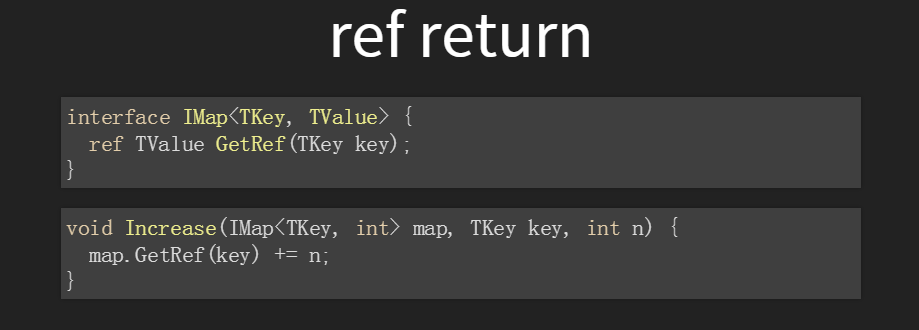 ref return
interface IMap<TKey, TValue> {
  ref TValue GetRef(TKey key);
}
void Increase(IMap<TKey, int> map, TKey key, int n) {
  map.GetRef(key) += n;
}